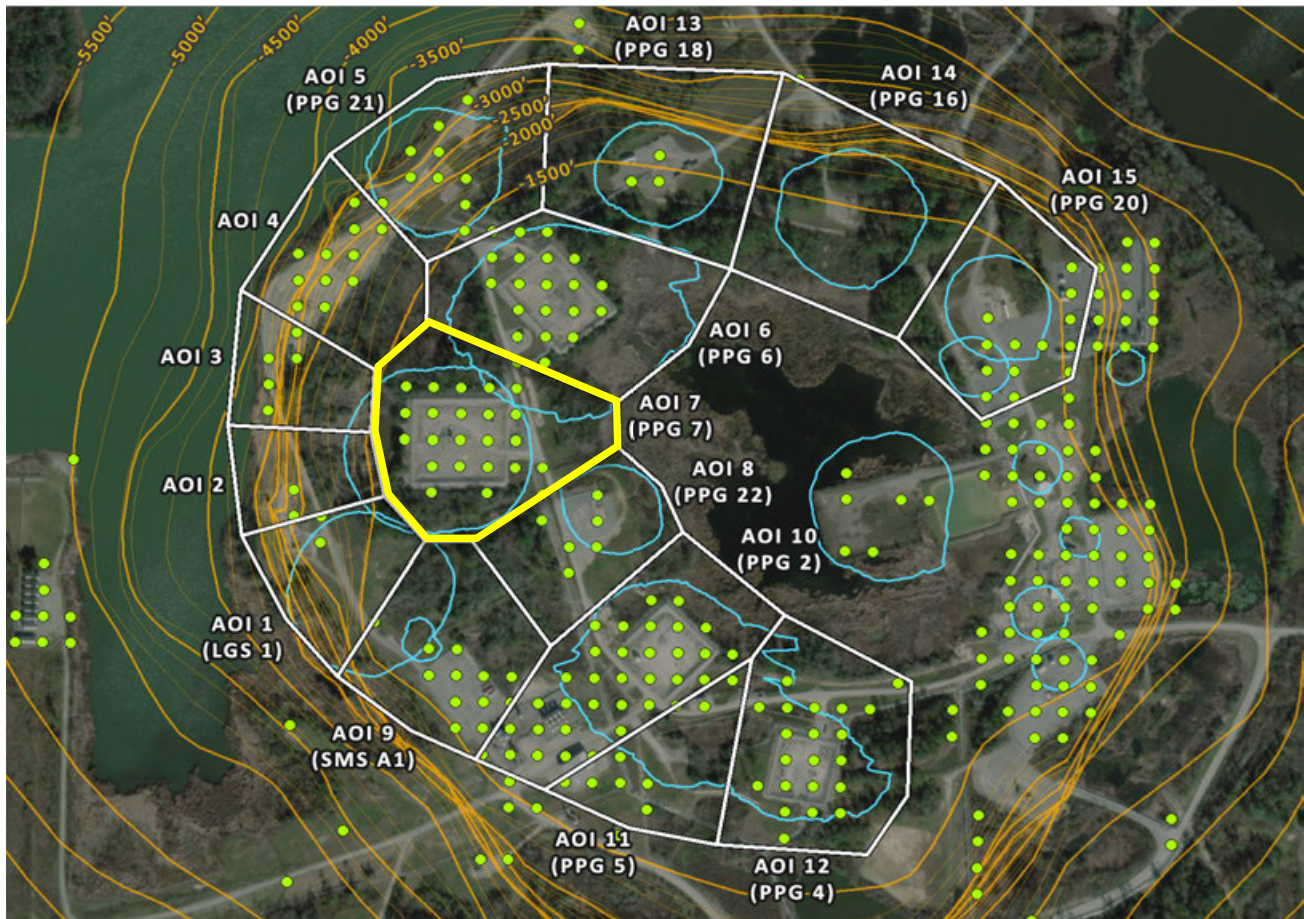 -5500'
-5000'
-4500'
-4000'
-3500'
-3000'
-2500'
-2000'
-1500'
AOI 13
(PPG 18)
AOI 14
(PPG 16)
AOI 5
(PPG 21)
AOI 15
(PPG 20)
AOI 4
AOI 3
AOI 6
(PPG 6)
AOI 7
(PPG 7)
AOI 8
(PPG 22)
AOI 2
AOI 10
(PPG 2)
AOI 1
(LGS 1)
AOI 9
(SMS A1)
AOI 11
(PPG 5)
AOI 12
(PPG 4)